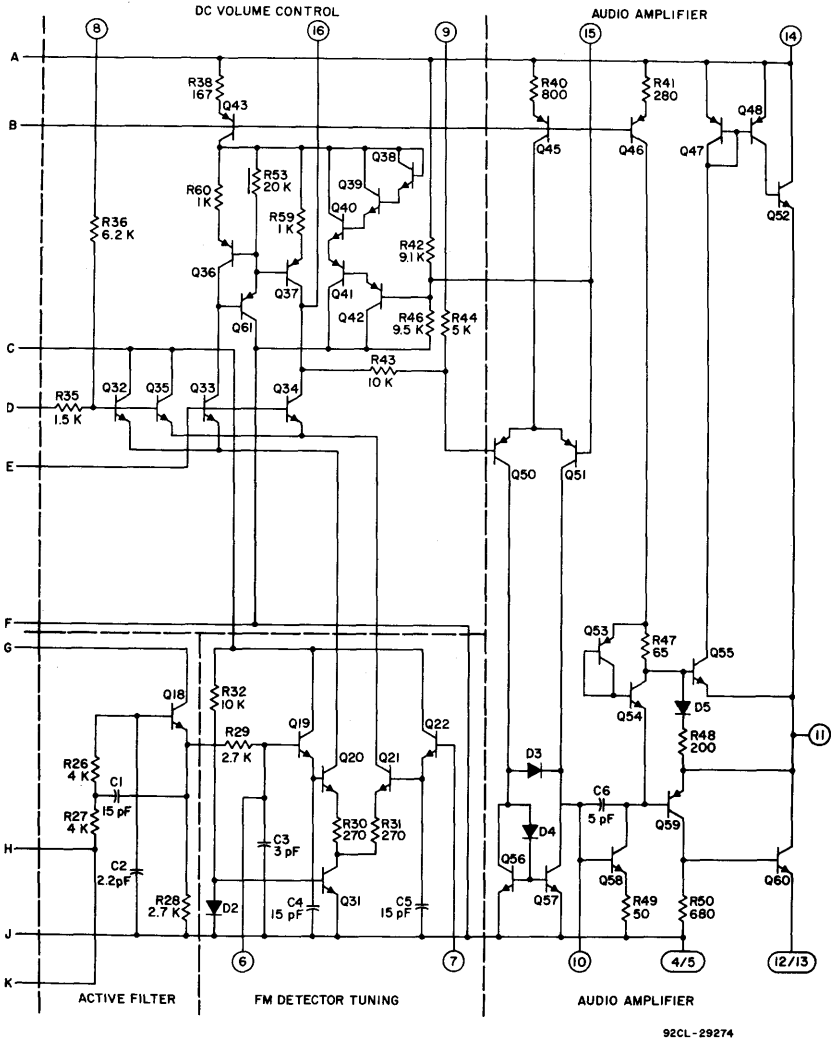 DC VOLUME CONTROL
AUDIO AMPLIFIER
8
16
9
15
14
A
R38
167
Q43
R40
800
R41
280
B
Q38
Q45
Q46
Q47
Q48
R60
1K
R53
20 K
Q39
Q40
R59
1K
Q52
R36
6.2 K
R42
9.1 K
Q36
Q37
Q41
Q61
Q42
R46
9.5 K
R44
5 K
C
R43
10 K
Q32
Q35
Q33
Q34
R35
1.5 K
D
E
Q50
Q51
F
Q53
R47
65
Q55
G
Q18
R32
10 K
Q54
D5
R29
2.7 K
Q19
Q20
Q21
Q22
R48
200
11
R26
4 K
C1
15 pF
D3
R27
4 K
R30
270
R31
270
C6
5 pF
Q59
C3
3 pF
D4
H
C2
2.2pF
Q56
Q58
Q60
R28
2.7 K
D2
C4
15 pF
Q31
C5
15 pF
Q57
R49
50
R50
680
J
6
7
10
4/5
12/13
K
ACTIVE FILTER
FM DETECTOR TUNING
AUDIO AMPLIFIER
92CL-29274